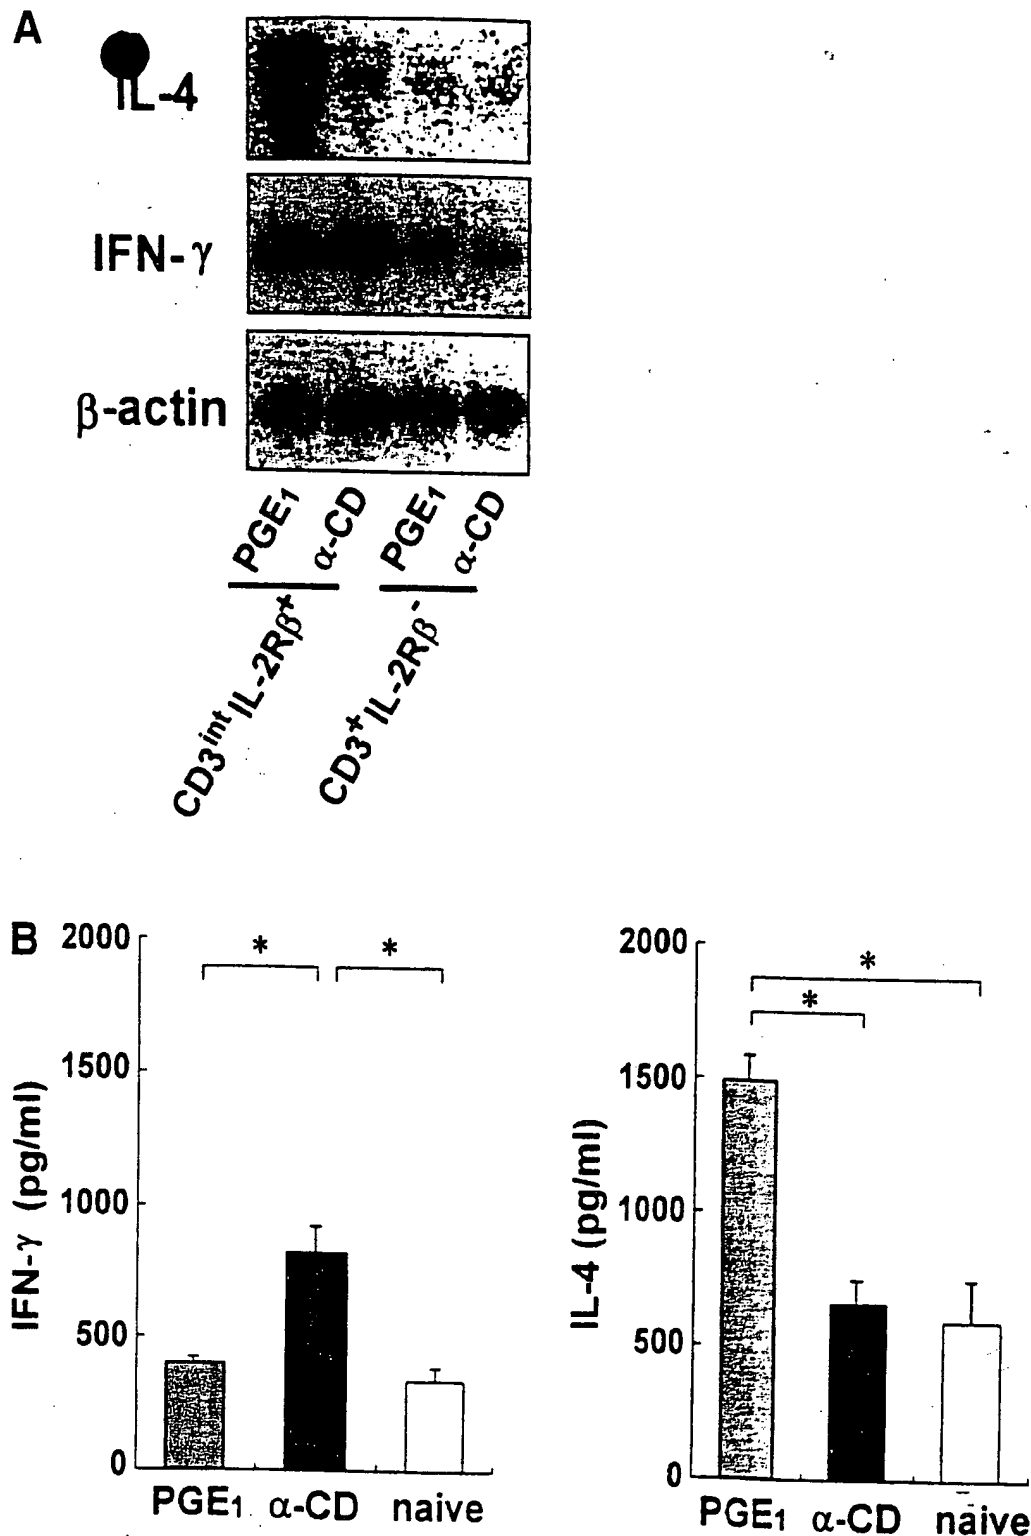 A
IL-4
IFN-γ
β-actin
PGE1 α-CD PGE1 α-CD
CD3int IL-2Rβ+ CD3+ IL-2Rβ-
B
2000
1500
1000
500
0
IFN-γ (pg/ml)
* *
PGE1 α-CD naive
2000
1500
1000
500
0
IL-4 (pg/ml)
*
*
PGE1 α-CD naive